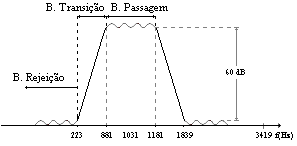 B. Transição B. Passagem
B. Rejeição
60 dB
223 881 1031 1181 1839 3419 f(Hz)